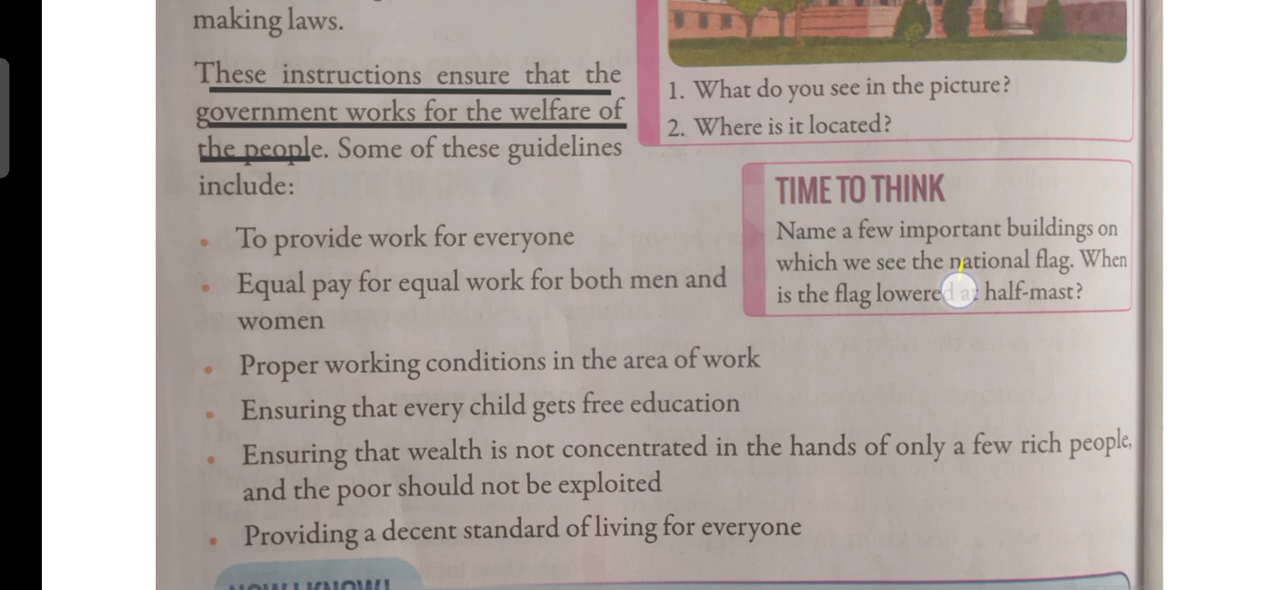 making laws.
These instructions ensure that the
government works for the welfare of
the people. Some of these guidelines
include:
• To provide work for everyone
• Equal pay for equal work for both men and
women
• Proper working conditions in the area of work
• Ensuring that every child gets free education
• Ensuring that wealth is not concentrated in the hands of only a few rich people,
and the poor should not be exploited
• Providing a decent standard of living for everyone
1. What do you see in the picture?
2. Where is it located?
TIME TO THINK
Name a few important buildings on
which we see the national flag. When
is the flag lowered at half-mast?
NOW I KNOW!